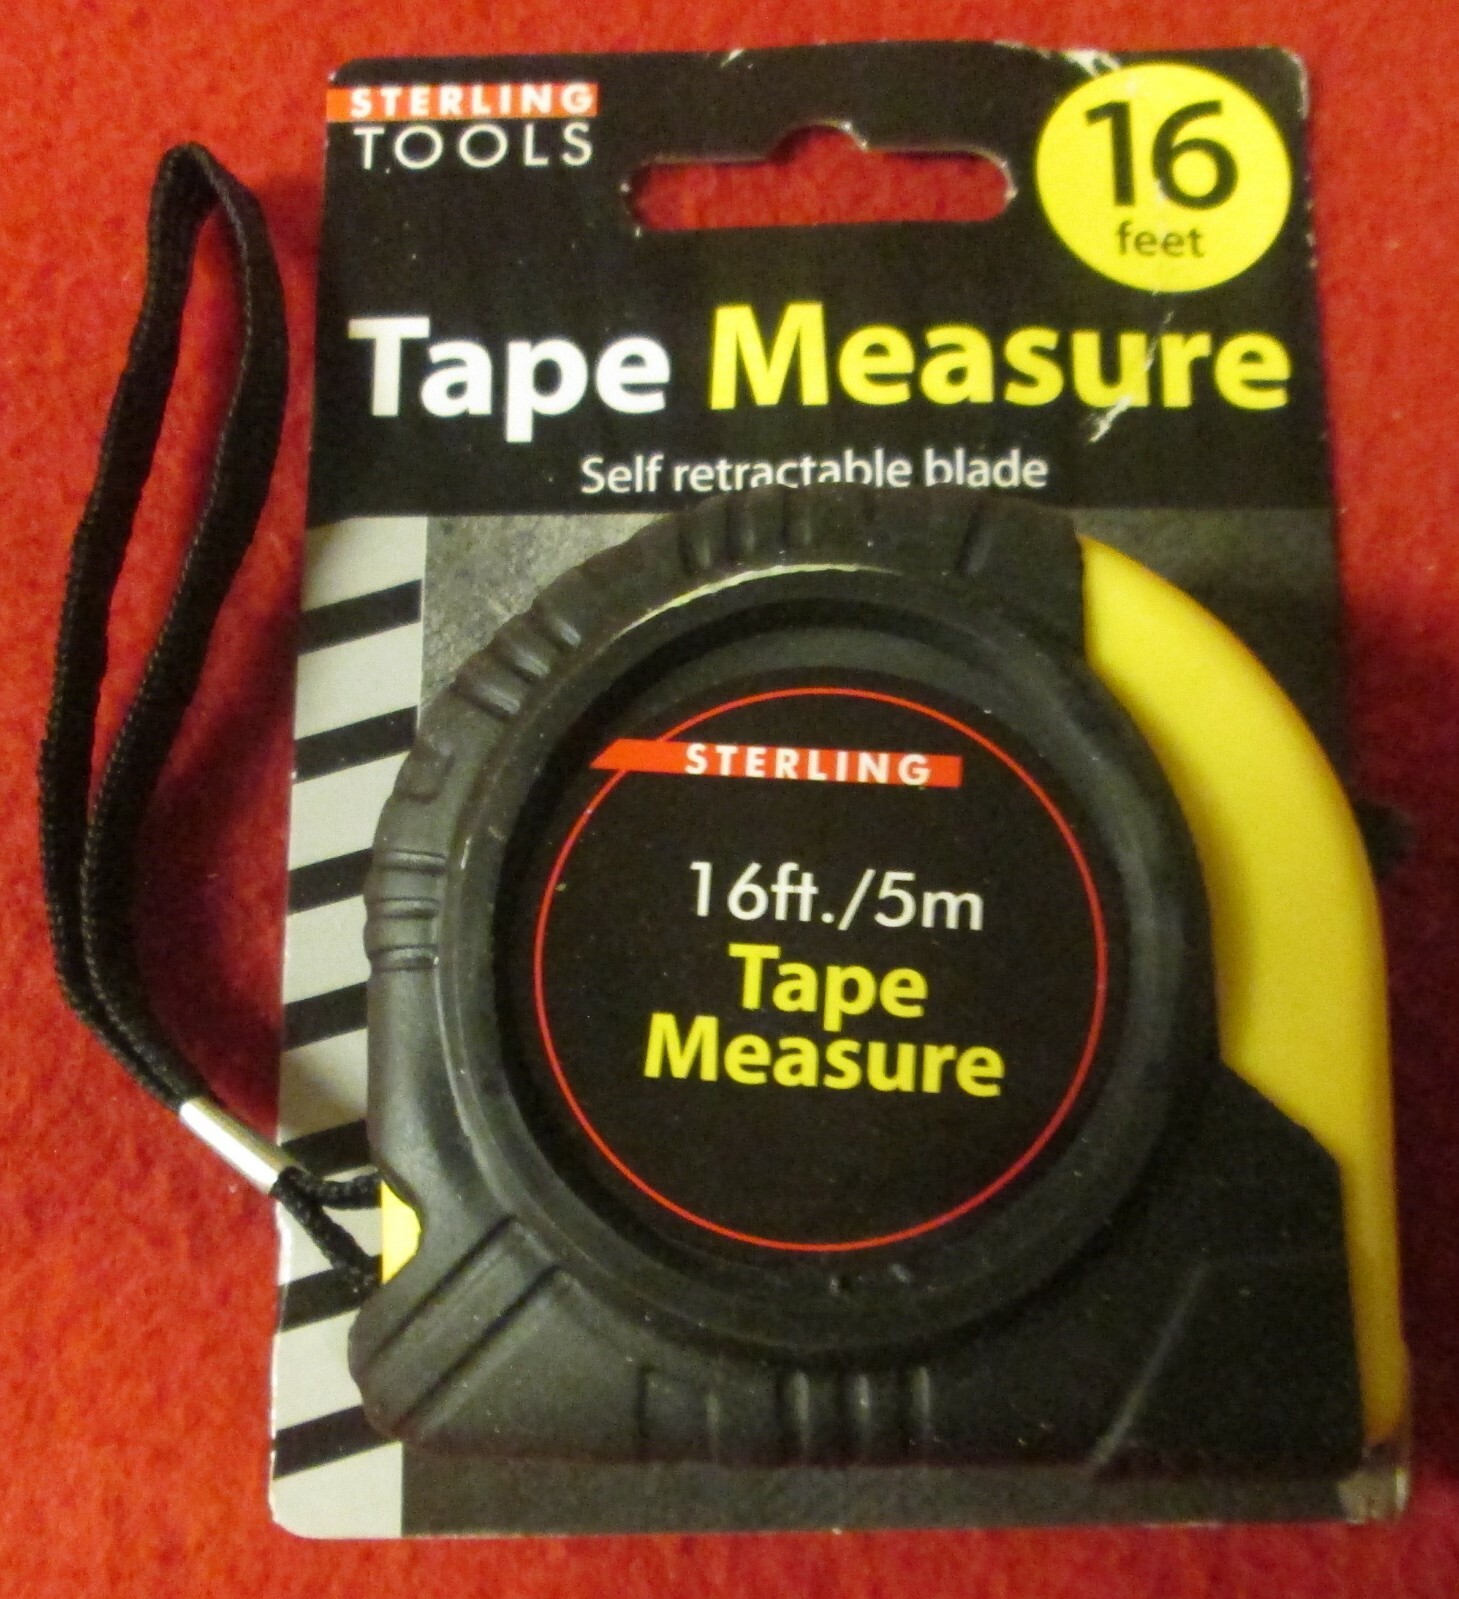 STERLING
TOOLS
16
feet
Tape Measure
Self retractable blade
STERLING
16ft./5m
Tape
Measure